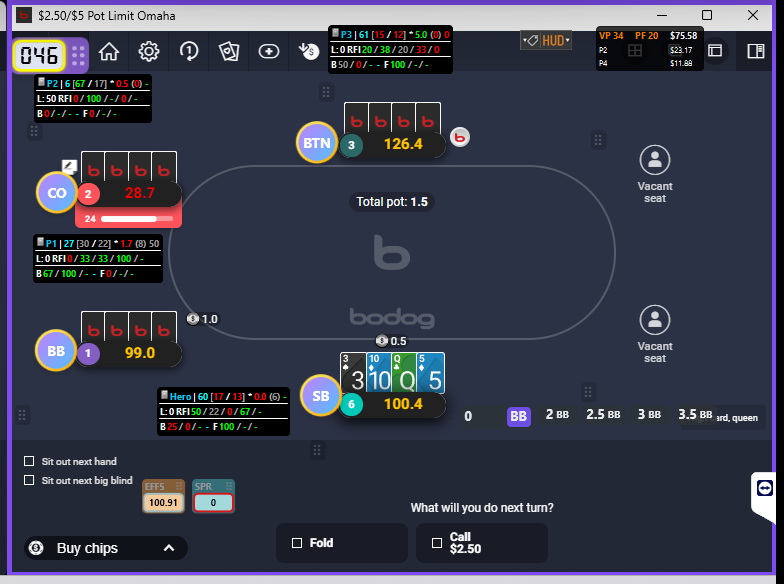 $2.50/$5 Pot Limit Omaha
046
HUD
P3 | 61 [15 / 12] * 5.0 (0) 0
L: 0 RFI 20 / 38 / 20 / 33 / 0
B 50 / 0 / - - F 100 / - / -
VP 34 PF 20 $75.58
P2 $23.17
P4 $11.88
P2 | 6 [67 / 17] * 0.5 (0) -
L: 50 RFI 0 / 100 / - / 0 / -
B 0 / - / - F 0 / - / -
BTN
3
126.4
b
CO
2
28.7
24
Vacant
seat
Total pot: 1.5
P1 | 27 [30 / 22] * 1.7 (8) 50
L: 0 RFI 0 / 33 / 33 / 100 / -
B 67 / 100 / - - F 0 / - / -
b
bodog
BB
1
99.0
1.0
Vacant
seat
0.5
3 10 Q 5
3 10 Q 5
SB
6
100.4
Hero | 60 [17 / 13] * 0.0 (6) -
L: 0 RFI 50 / 22 / 0 / 67 / -
B 25 / 0 / - - F 100 / - / -
0 BB 2 BB 2.5 BB 3 BB 3.5 BB
ard, queen
Sit out next hand
Sit out next big blind
EFFS SPR
100.91 0
What will you do next turn?
Buy chips
Fold
Call
$2.50